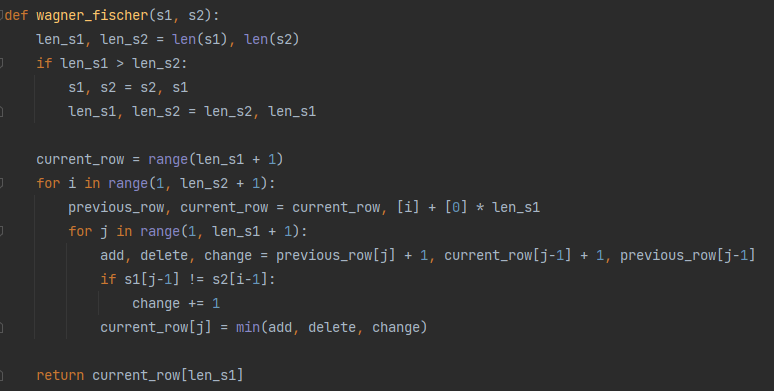 def wagner_fischer(s1, s2):
    len_s1, len_s2 = len(s1), len(s2)
    if len_s1 > len_s2:
        s1, s2 = s2, s1
        len_s1, len_s2 = len_s2, len_s1

    current_row = range(len_s1 + 1)
    for i in range(1, len_s2 + 1):
        previous_row, current_row = current_row, [i] + [0] * len_s1
        for j in range(1, len_s1 + 1):
            add, delete, change = previous_row[j] + 1, current_row[j-1] + 1, previous_row[j-1]
            if s1[j-1] != s2[i-1]:
                change += 1
            current_row[j] = min(add, delete, change)

    return current_row[len_s1]